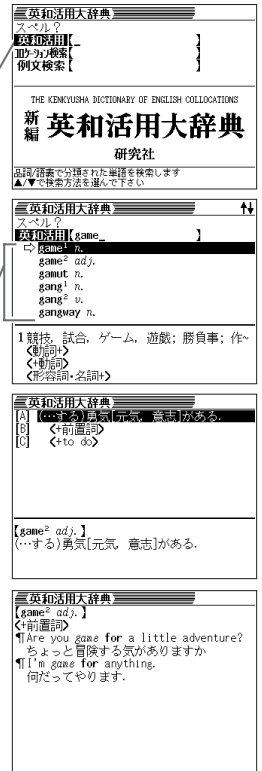 英和活用大辞典
スペル？
英和活用【_ 】
コロケーション検索【 】
例文検索【 】
THE KENKYUSHA DICTIONARY OF ENGLISH COLLOCATIONS
新編 英和活用大辞典
研究社
品詞/語義で分類された単語を検索します
▲/▼で検索方法を選んで下さい
英和活用大辞典
スペル？
英和活用【game_ 】
⇨game¹ n.
game² adj.
gamut n.
gang¹ n.
gang² v.
gangway n.
1競技, 試合, ゲーム, 遊戯; 勝負事; 作~
〈動詞+〉
〈+動詞〉
〈形容詞・名詞+〉
英和活用大辞典
[A] (…する)勇気[元気, 意志]がある.
[B] 〈+前置詞〉
[C] 〈+to do〉
【game² adj.】
(…する)勇気[元気, 意志]がある.
英和活用大辞典
【game² adj.】
〈+前置詞〉
¶Are you game for a little adventure?
ちょっと冒険する気がありますか
¶I'm game for anything.
何だってやります.